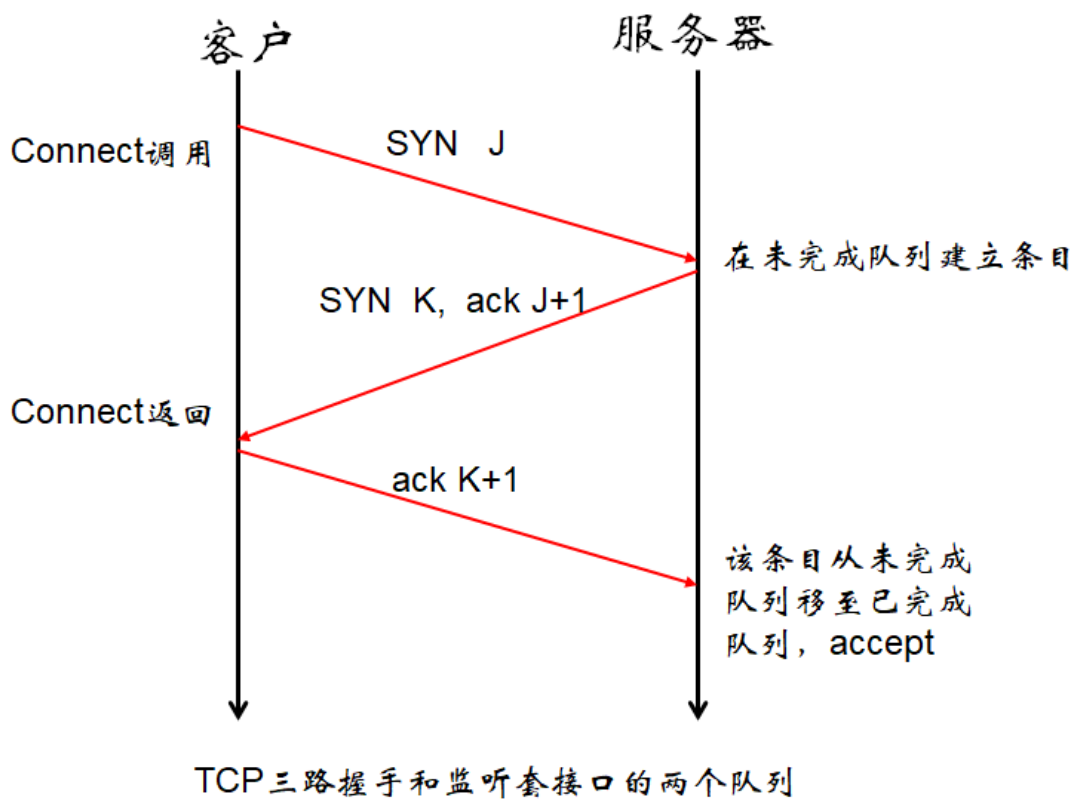 客户
服务器
Connect调用
SYN J
在未完成队列建立条目
SYN K, ack J+1
Connect返回
ack K+1
该条目从未完成
队列移至已完成
队列，accept
TCP三路握手和监听套接口的两个队列